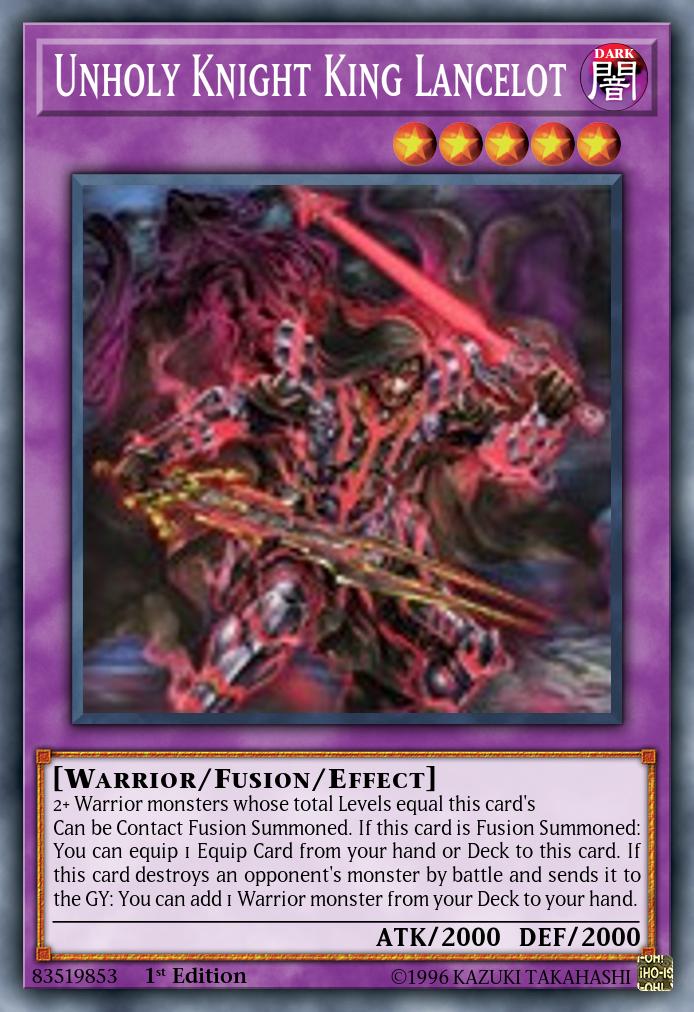 Unholy Knight King Lancelot
DARK
闇
[Warrior/Fusion/Effect]
2+ Warrior monsters whose total Levels equal this card's
Can be Contact Fusion Summoned. If this card is Fusion Summoned:
You can equip 1 Equip Card from your hand or Deck to this card. If
this card destroys an opponent's monster by battle and sends it to
the GY: You can add 1 Warrior monster from your Deck to your hand.
ATK/2000 DEF/2000
83519853 1st Edition ©1996 KAZUKI TAKAHASHI